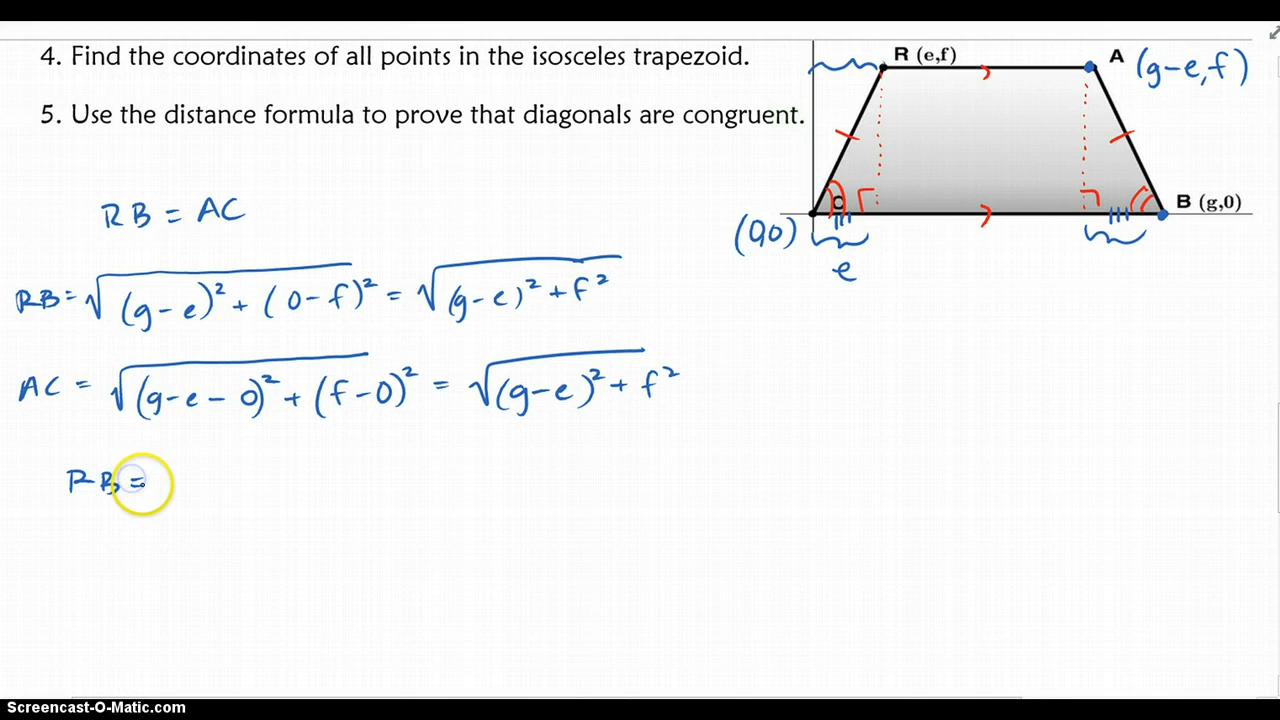 4. Find the coordinates of all points in the isosceles trapezoid.
R (e,f)
A (g-e, f)
5. Use the distance formula to prove that diagonals are congruent.
C
B (g,0)
(0,0)
e
RB = AC
RB = √(g-e)² + (0-f)² = √(g-e)² + f²
AC = √(g-e-0)² + (f-0)² = √(g-e)² + f²
RB =
Screencast-O-Matic.com